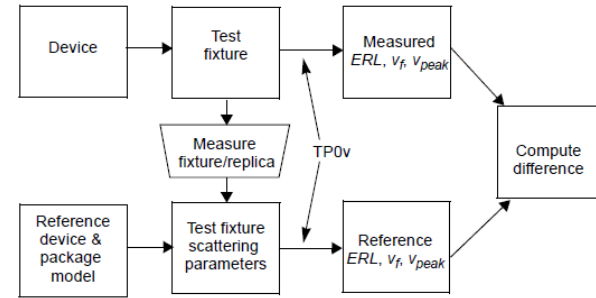 Device
Test
fixture
Measured
ERL, vf, vpeak
Measure
fixture/replica
TP0v
Compute
difference
Reference
device &
package
model
Test fixture
scattering
parameters
Reference
ERL, vf, vpeak